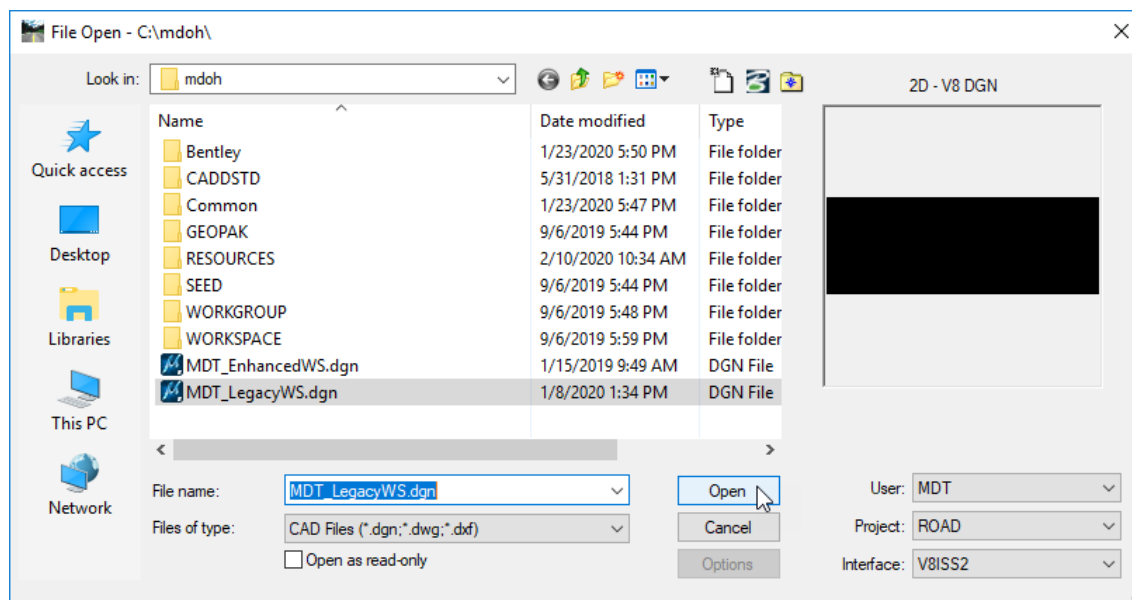 File Open - C:\mdoh\
Look in: mdoh
2D - V8 DGN
Name Date modified Type
Bentley 1/23/2020 5:50 PM File folder
CADDSTD 5/31/2018 1:31 PM File folder
Common 1/23/2020 5:47 PM File folder
GEOPAK 9/6/2019 5:44 PM File folder
RESOURCES 2/10/2020 10:34 AM File folder
SEED 9/6/2019 5:44 PM File folder
WORKGROUP 9/6/2019 5:48 PM File folder
WORKSPACE 9/6/2019 5:59 PM File folder
MDT_EnhancedWS.dgn 1/15/2019 9:49 AM DGN File
MDT_LegacyWS.dgn 1/8/2020 1:34 PM DGN File
Quick access
Desktop
Libraries
This PC
Network
File name: MDT_LegacyWS.dgn Open
Files of type: CAD Files (*.dgn;*.dwg;*.dxf) Cancel
Open as read-only Options
User: MDT
Project: ROAD
Interface: V8ISS2